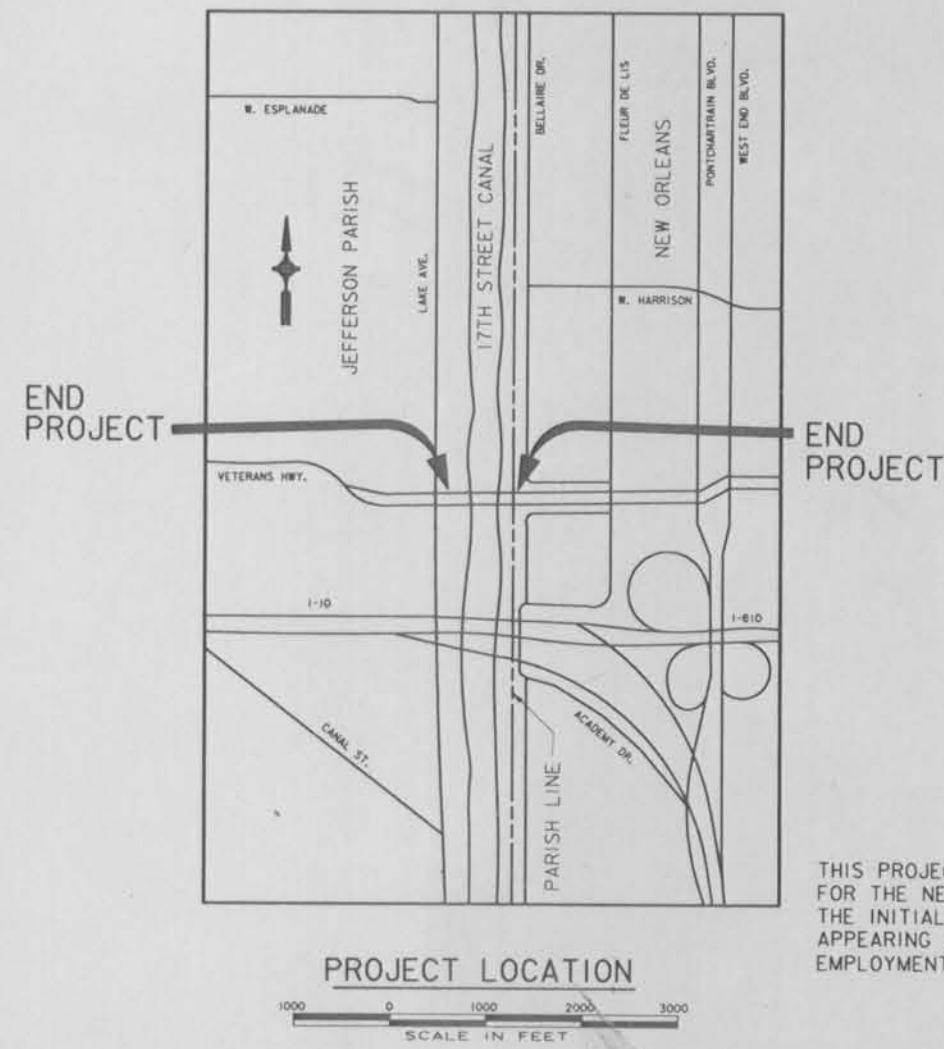 W. ESPLANADE
JEFFERSON PARISH
LAKE AVE.
17TH STREET CANAL
BELLAIRE DR.
FLEUR DE LIS
NEW ORLEANS
PONTCHARTRAIN BLVD.
WEST END BLVD.
W. HARRISON
END
PROJECT
END
PROJECT
VETERANS HWY.
I-10
I-610
CANAL ST.
ACADEMY DR.
PARISH LINE
THIS PROJEC
FOR THE NE
THE INITIAL
APPEARING
EMPLOYMENT
PROJECT LOCATION
1000 0 1000 2000 3000
SCALE IN FEET